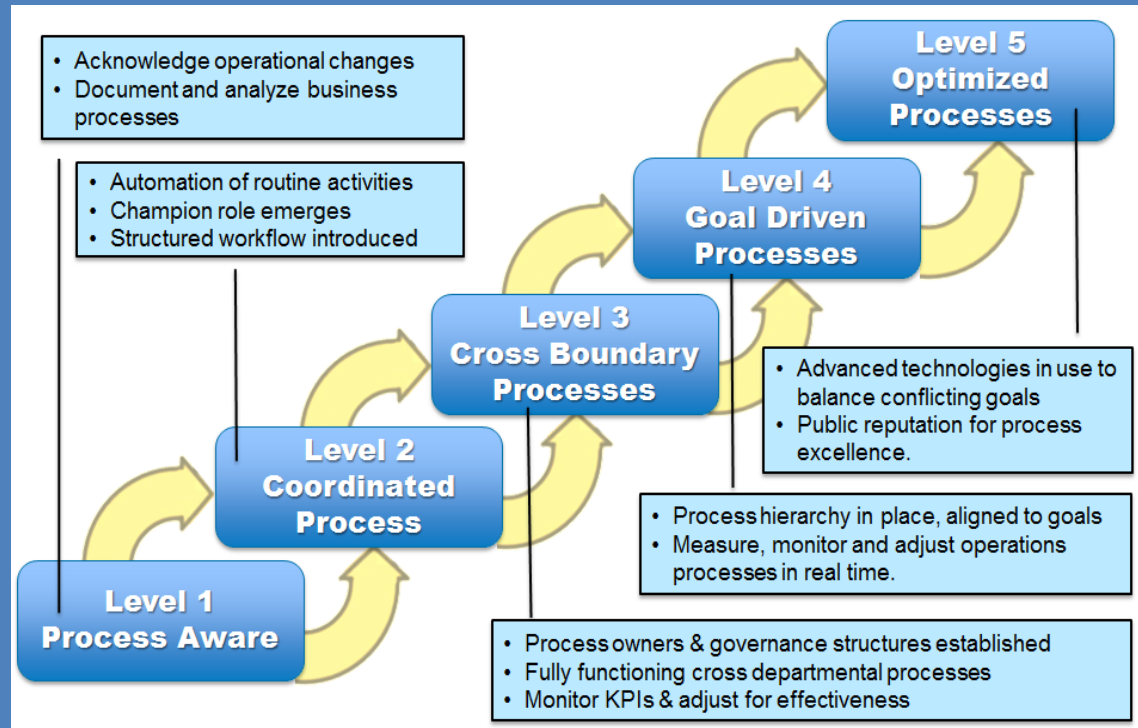 • Acknowledge operational changes
• Document and analyze business
processes
• Automation of routine activities
• Champion role emerges
• Structured workflow introduced
Level 5
Optimized
Processes
Level 4
Goal Driven
Processes
Level 3
Cross Boundary
Processes
Level 2
Coordinated
Process
Level 1
Process Aware
• Advanced technologies in use to
balance conflicting goals
• Public reputation for process
excellence.
• Process hierarchy in place, aligned to goals
• Measure, monitor and adjust operations
processes in real time.
• Process owners & governance structures established
• Fully functioning cross departmental processes
• Monitor KPIs & adjust for effectiveness